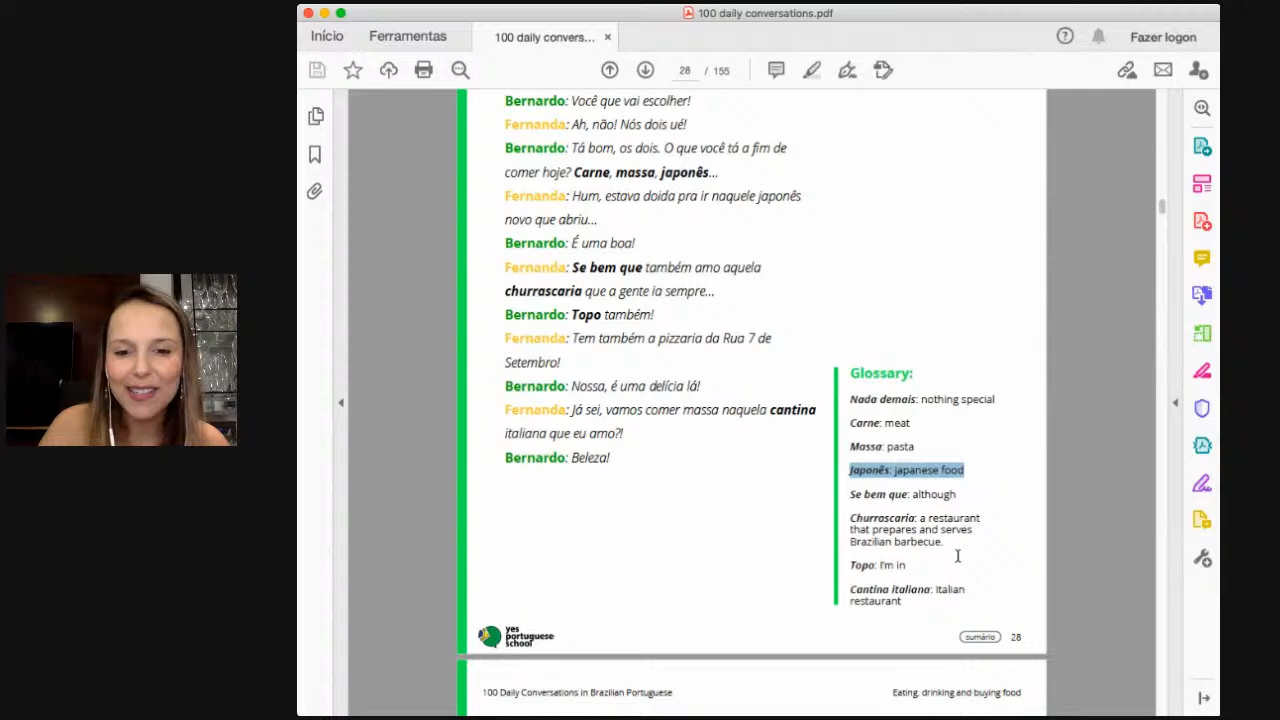 100 daily conversations.pdf
Início
Ferramentas
100 daily convers...
×
Fazer logon
28 / 155
Bernardo: Você que vai escolher!
Fernanda: Ah, não! Nós dois ué!
Bernardo: Tá bom, os dois. O que você tá a fim de
comer hoje? Carne, massa, japonês...
Fernanda: Hum, estava doida pra ir naquele japonês
novo que abriu...
Bernardo: É uma boa!
Fernanda: Se bem que também amo aquela
churrascaria que a gente ia sempre...
Bernardo: Topo também!
Fernanda: Tem também a pizzaria da Rua 7 de
Setembro!
Bernardo: Nossa, é uma delícia lá!
Fernanda: Já sei, vamos comer massa naquela cantina
italiana que eu amo?!
Bernardo: Beleza!
Glossary:
Nada demais: nothing special
Carne: meat
Massa: pasta
Japonês: japanese food
Se bem que: although
Churrascaria: a restaurant
that prepares and serves
Brazilian barbecue.
Topo: I'm in
Cantina italiana: Italian
restaurant
yes
portuguese
school
sumário
28
100 Daily Conversations in Brazilian Portuguese
Eating, drinking and buying food